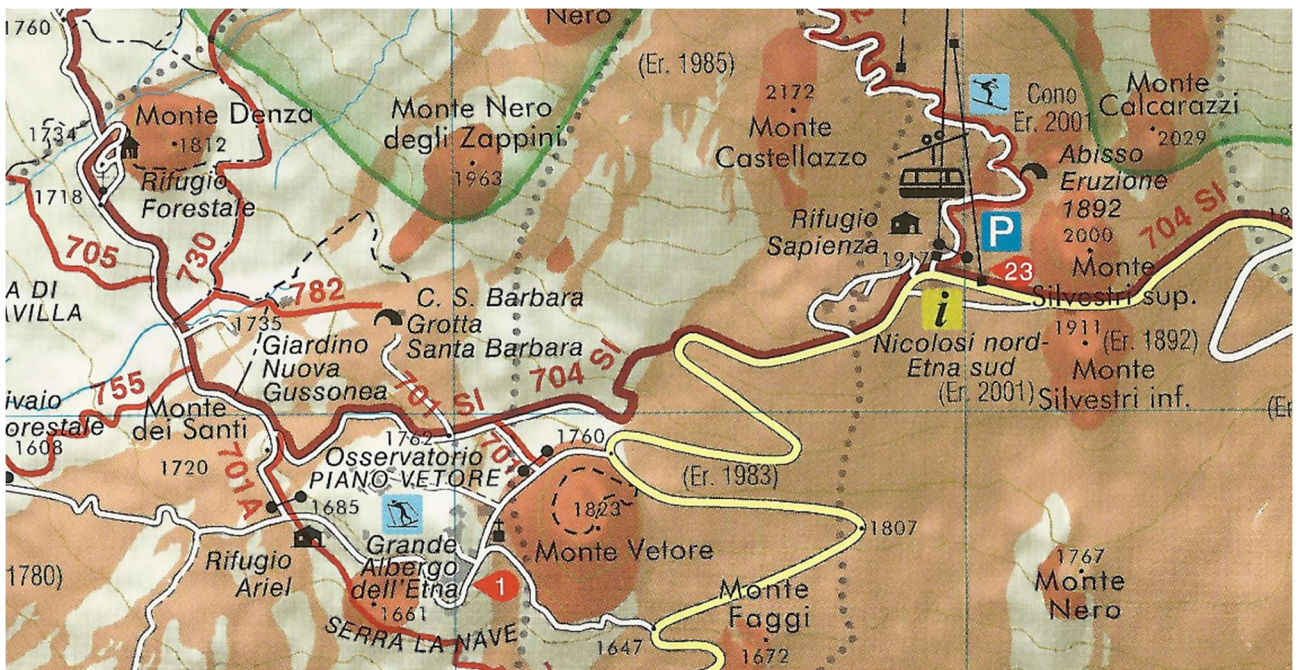 1760
Nero
(Er. 1985)
2172
Monte
Castellazzo
Cono
Er. 2001
Monte
Calcarazzi
2029
Monte Denza
1812
1734
Rifugio
Forestale
1718
Monte Nero
degli Zappini
1963
Abisso
Eruzione
1892
2000
Monte
Silvestri sup.
704 SI
Rifugio
Sapienza
1917
P
23
i
705
730
782
C. S. Barbara
Grotta
Santa Barbara
A DI
AVILLA
1735
Giardino
Nuova
Gussonea
701 SI
704 SI
Nicolosi nord-
Etna sud
(Er. 2001)
1911
(Er. 1892)
Monte
Silvestri inf.
755
ivaio
orestale
1608
Monte
dei Santi
1720
701A
1762
Osservatorio
PIANO VETORE
701
1760
(Er. 1983)
1823
Monte Vetore
1807
1685
Rifugio
Ariel
Grande
Albergo
dell'Etna
1
1661
SERRA LA NAVE
1780)
1647
Monte
Faggi
1672
1767
Monte
Nero